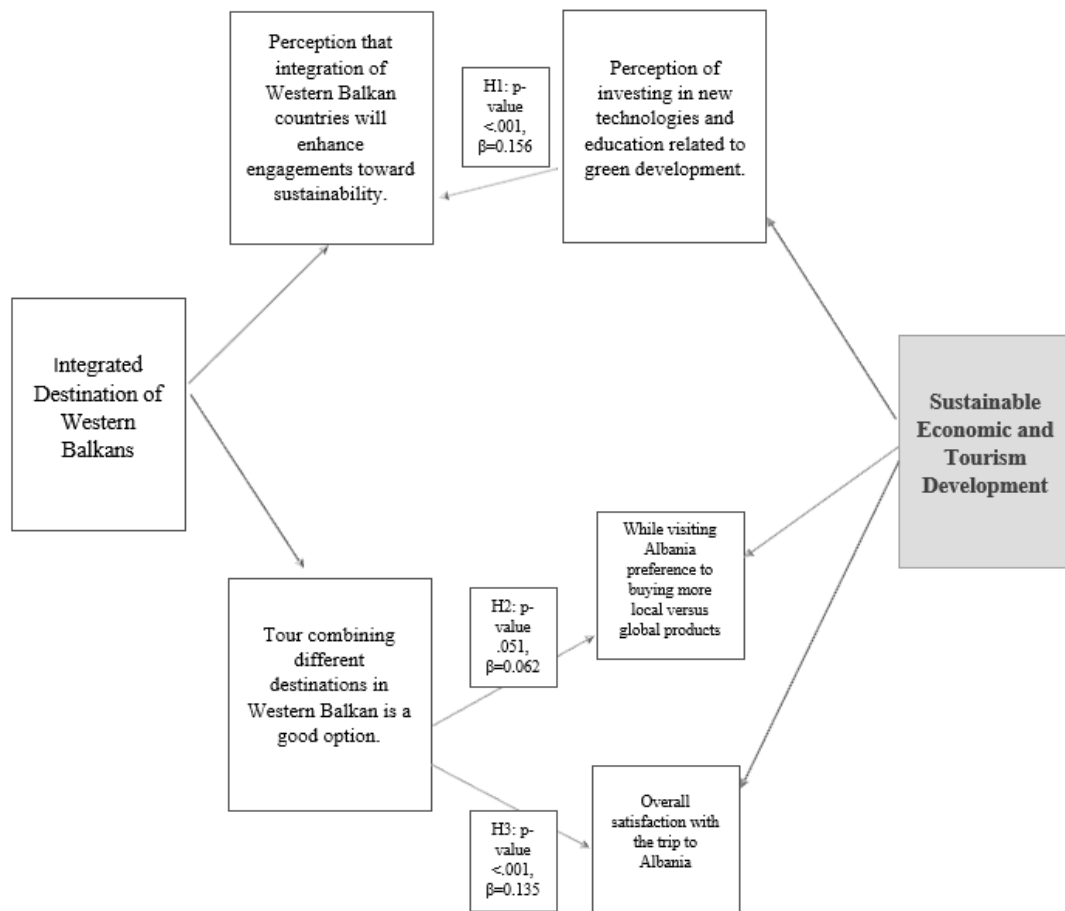 Perception that
integration of
Western Balkan
countries will
enhance
engagements toward
sustainability.
H1: p-
value
<.001,
β=0.156
Perception of
investing in new
technologies and
education related to
green development.
Integrated
Destination of
Western
Balkans
Sustainable
Economic and
Tourism
Development
While visiting
Albania
preference to
buying more
local versus
global products
H2: p-
value
.051,
β=0.062
Tour combining
different
destinations in
Western Balkan is a
good option.
H3: p-
value
<.001,
β=0.135
Overall
satisfaction with
the trip to
Albania